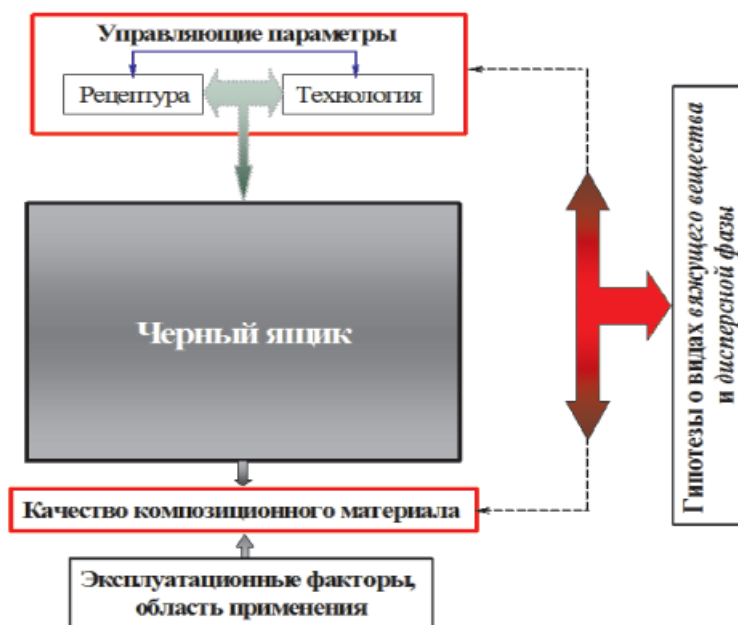 Управляющие параметры
Рецептура
Технология
Черный ящик
Качество композиционного материала
Эксплуатационные факторы,
область применения
Гипотезы о видах вяжущего вещества
и дисперсной фазы